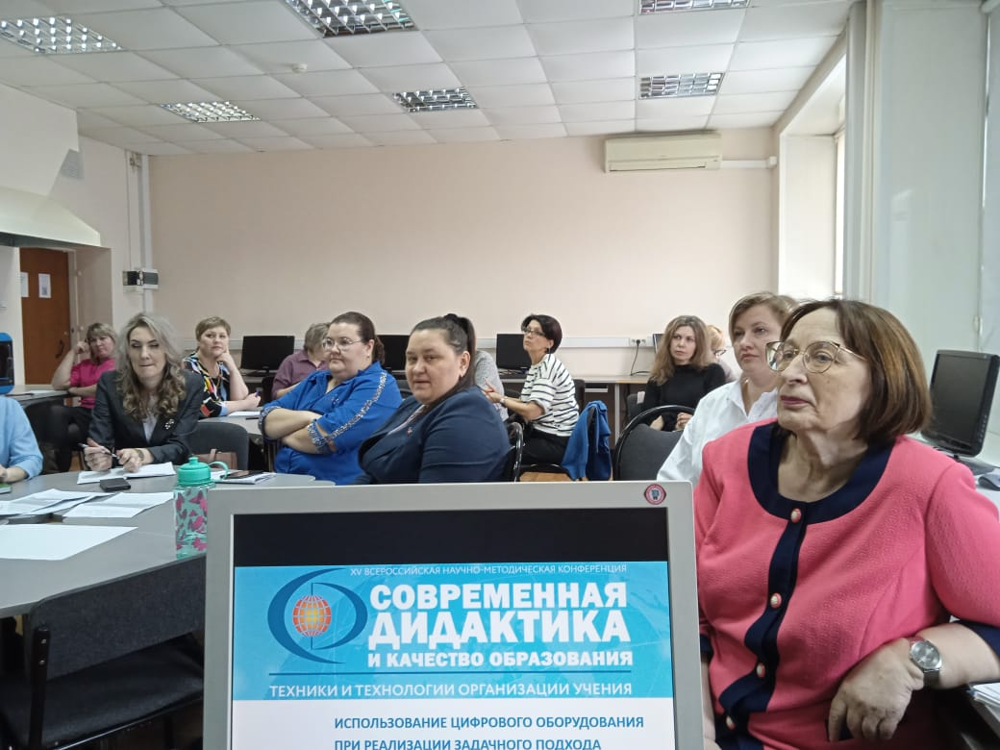 XV ВСЕРОССИЙСКАЯ НАУЧНО-МЕТОДИЧЕСКАЯ КОНФЕРЕНЦИЯ
СОВРЕМЕННАЯ
ДИДАКТИКА
И КАЧЕСТВО ОБРАЗОВАНИЯ
ТЕХНИКИ И ТЕХНОЛОГИИ ОРГАНИЗАЦИИ УЧЕНИЯ
ИСПОЛЬЗОВАНИЕ ЦИФРОВОГО ОБОРУДОВАНИЯ
ПРИ РЕАЛИЗАЦИИ ЗАДАЧНОГО ПОДХОДА